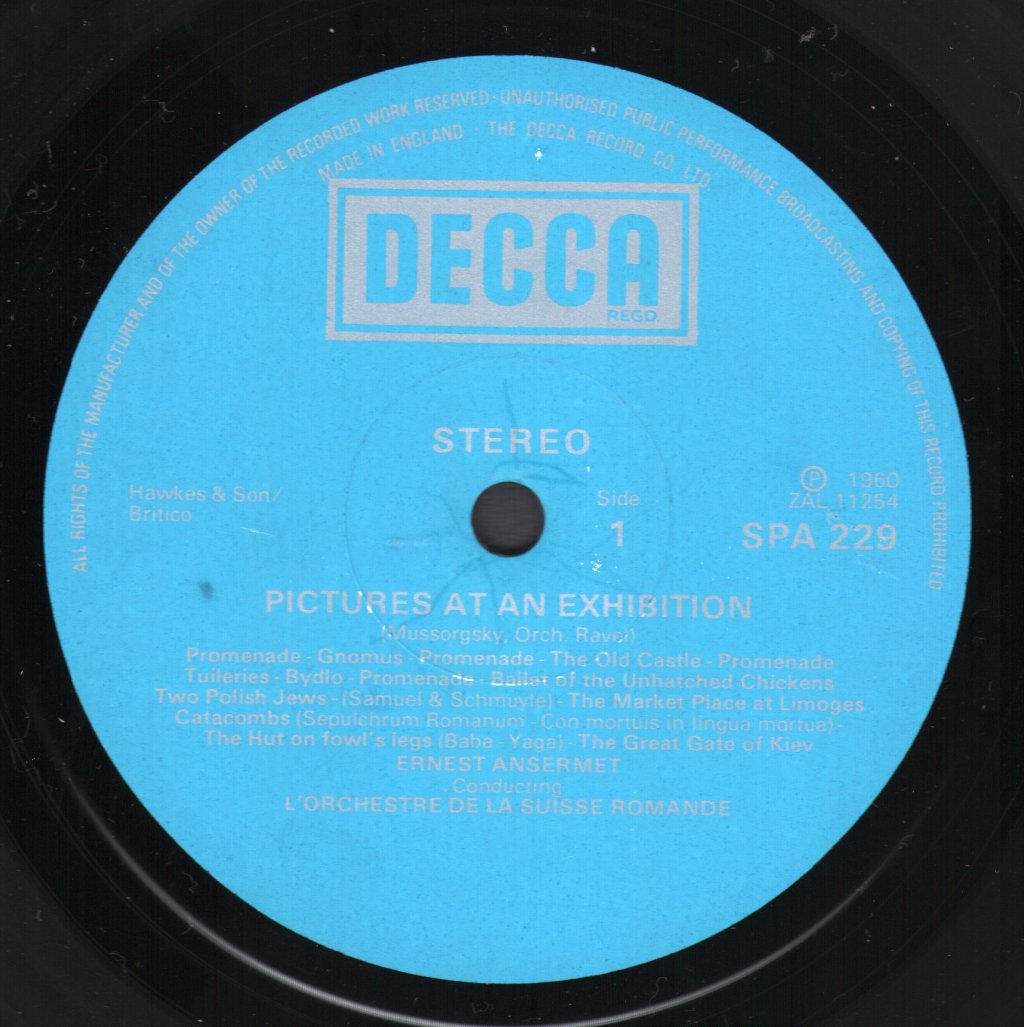 ALL RIGHTS OF THE MANUFACTURER AND OF THE OWNER OF THE RECORDED WORK RESERVED · UNAUTHORISED PUBLIC PERFORMANCE BROADCASTING AND COPYING OF THIS RECORD PROHIBITED
MADE IN ENGLAND · THE DECCA RECORD CO. LTD.
DECCA
REGD.
STEREO
Hawkes & Son/
Britico
Side
1
℗ 1960
ZAL 11254
SPA 229
PICTURES AT AN EXHIBITION
(Mussorgsky, Orch. Ravel)
Promenade - Gnomus - Promenade - The Old Castle - Promenade
Tuileries - Bydlo - Promenade - Ballat of the Unhatched Chickens
Two Polish Jews - (Samuel & Schmuyle) - The Market Place at Limoges
Catacombs (Sepulchrum Romanum - Con mortuis in lingua mortua) -
The Hut on fowl's legs (Baba - Yaga) - The Great Gate of Kiev
ERNEST ANSERMET
Conducting
L'ORCHESTRE DE LA SUISSE ROMANDE